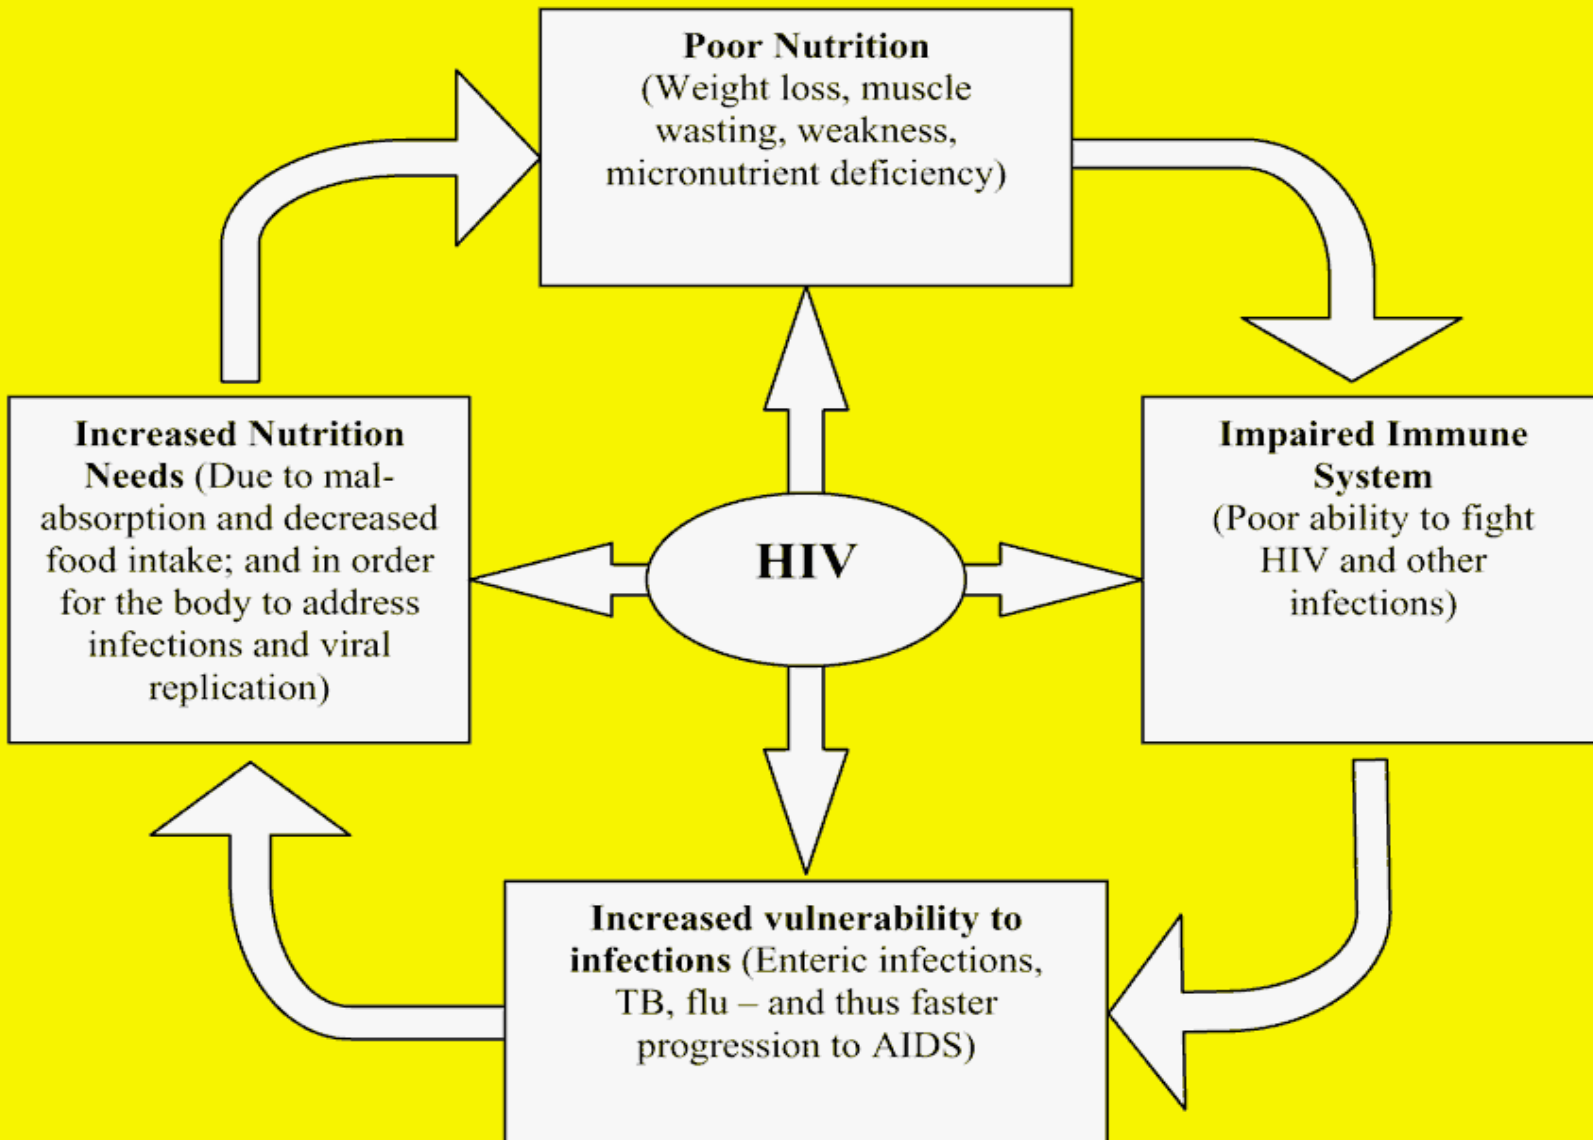 Poor Nutrition
(Weight loss, muscle
wasting, weakness,
micronutrient deficiency)
Increased Nutrition
Needs (Due to mal-
absorption and decreased
food intake; and in order
for the body to address
infections and viral
replication)
HIV
Impaired Immune
System
(Poor ability to fight
HIV and other
infections)
Increased vulnerability to
infections (Enteric infections,
TB, flu – and thus faster
progression to AIDS)